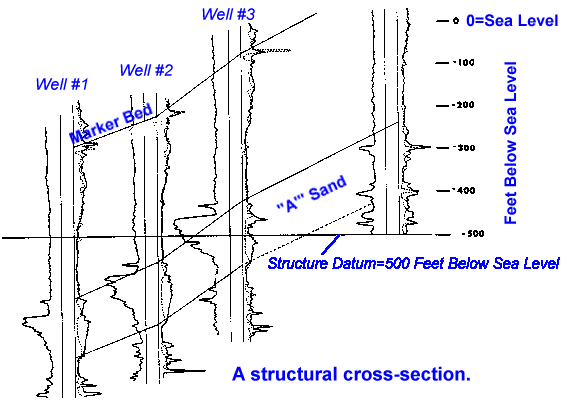 Well #3
0
0=Sea Level
Well #1
Well #2
-100
-200
Marker Bed
-300
Feet Below Sea Level
"A'" Sand
-400
-500
Structure Datum=500 Feet Below Sea Level
A structural cross-section.